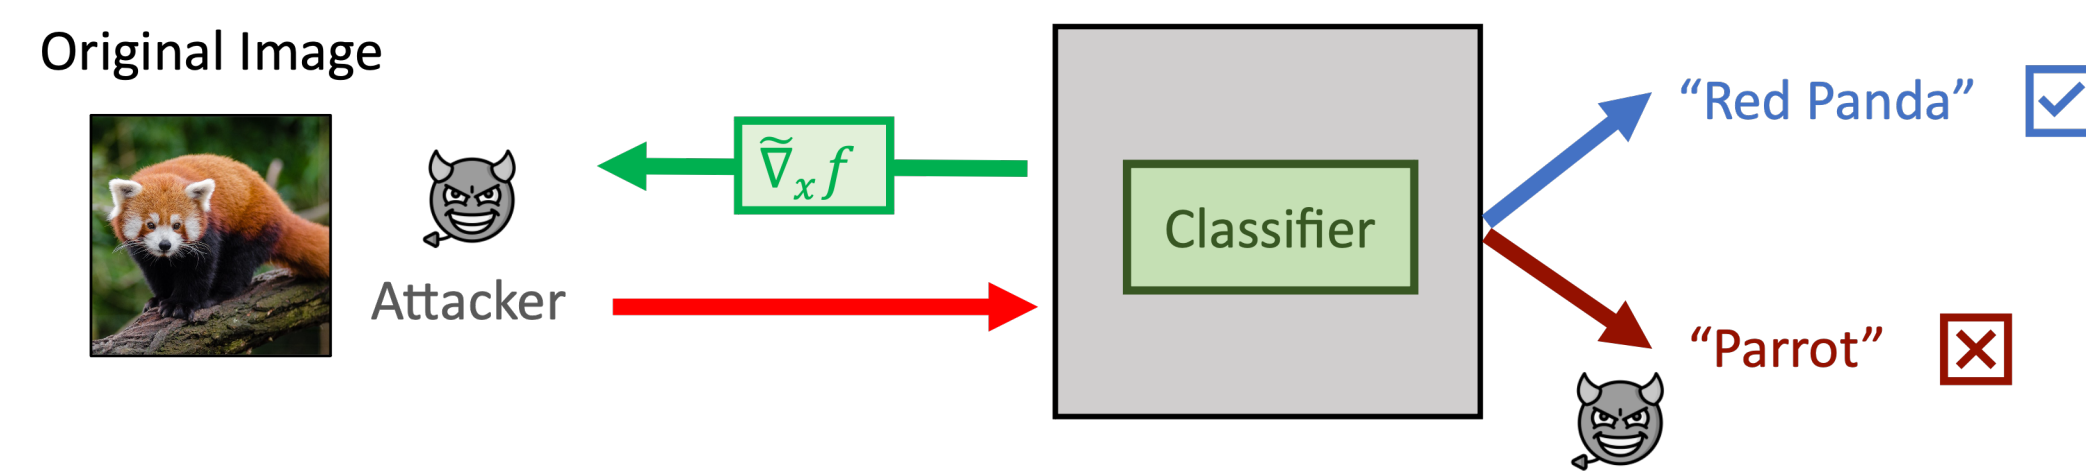 Original Image
Attacker
∇̃ₓf
Classifier
“Red Panda”
“Parrot”